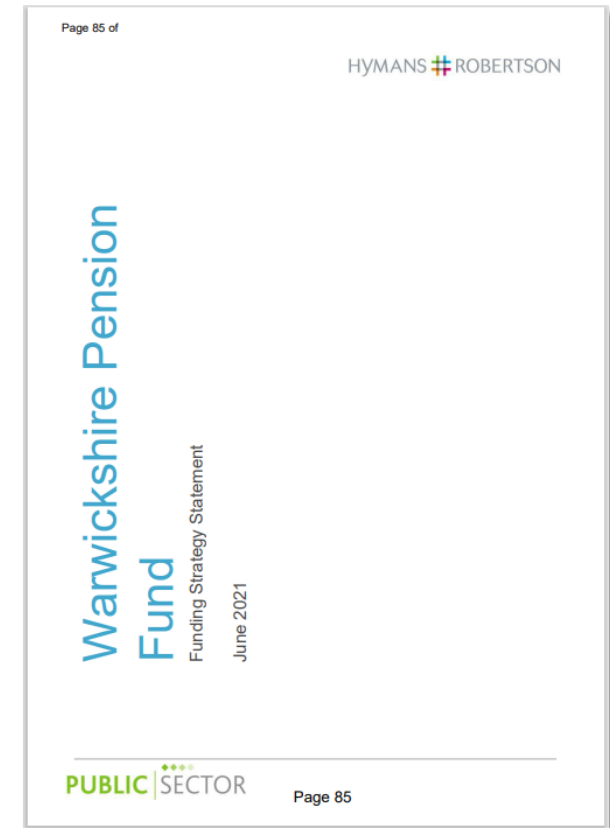 Page 85 of
HYMANS ROBERTSON
Warwickshire Pension
Fund
Funding Strategy Statement
June 2021
PUBLIC SECTOR
Page 85